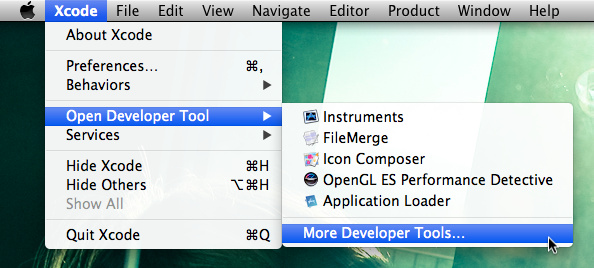 Xcode File Edit View Navigate Editor Product Window Help
About Xcode
Preferences... ⌘,
Behaviors ▶
Open Developer Tool ▶
Services ▶
Hide Xcode ⌘H
Hide Others ⌥⌘H
Show All
Quit Xcode ⌘Q
Instruments
FileMerge
Icon Composer
OpenGL ES Performance Detective
Application Loader
More Developer Tools...